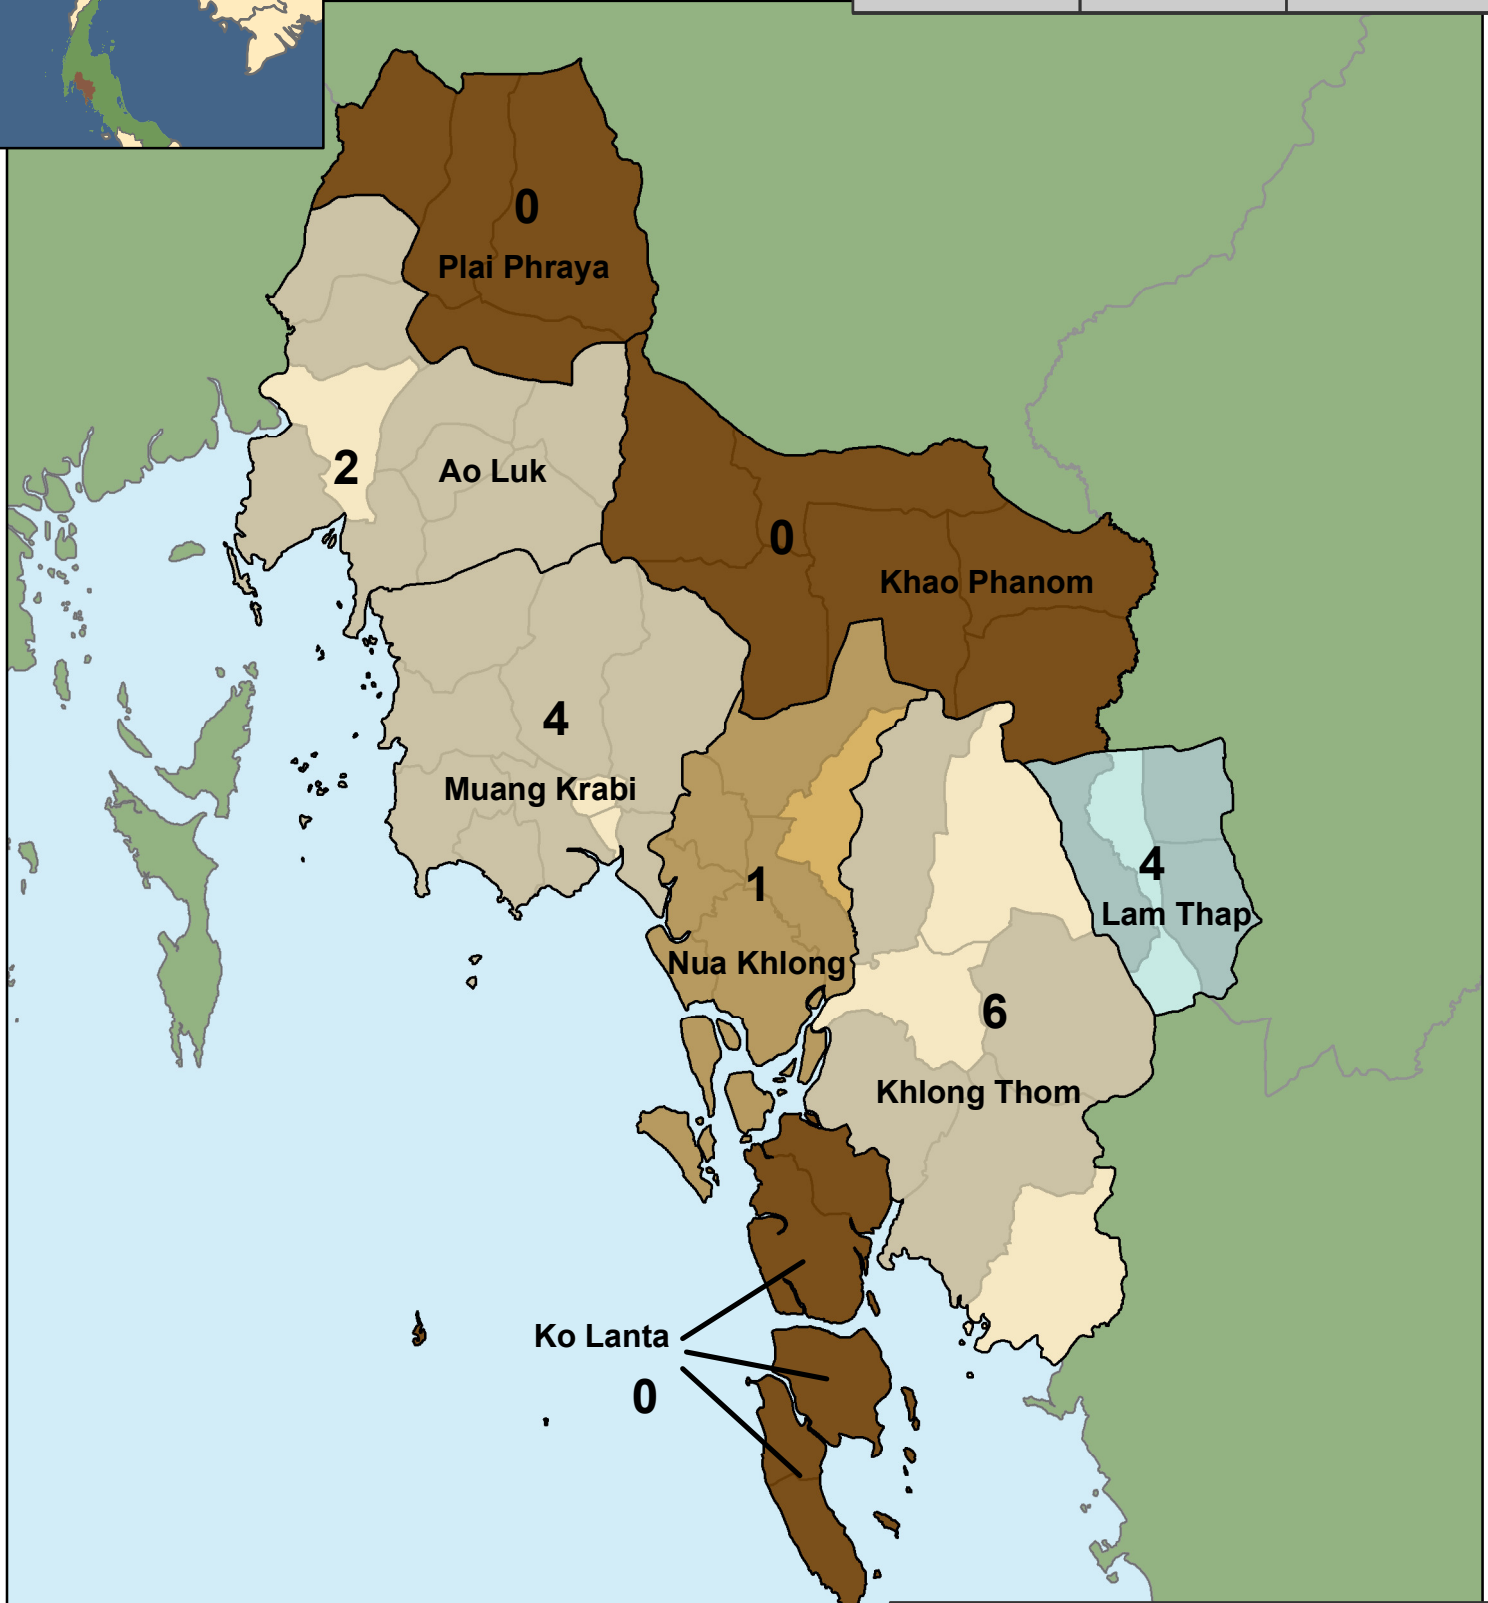 0
Plai Phraya
2
Ao Luk
0
Khao Phanom
4
Muang Krabi
4
Lam Thap
1
Nua Khlong
6
Khlong Thom
Ko Lanta
0